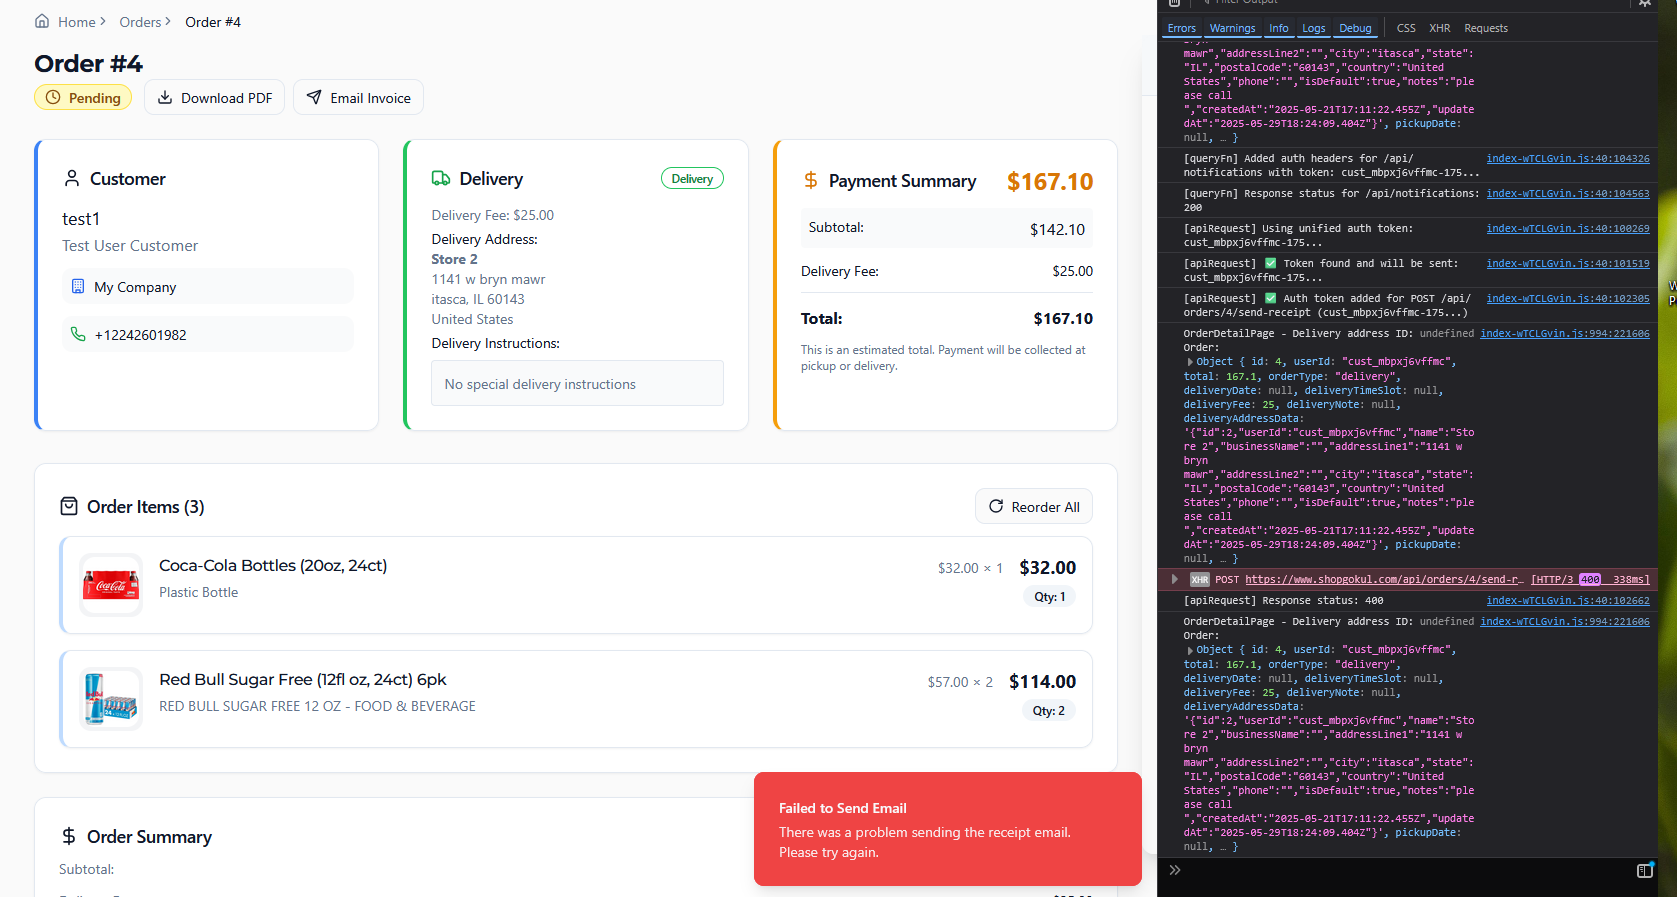 Home > Orders > Order #4
Order #4
Pending
Download PDF
Email Invoice
Customer
test1
Test User Customer
My Company
+12242601982
Delivery
Delivery
Delivery Fee: $25.00
Delivery Address:
Store 2
1141 w bryn mawr
itasca, IL 60143
United States
Delivery Instructions:
No special delivery instructions
Payment Summary
$167.10
Subtotal:
$142.10
Delivery Fee:
$25.00
Total:
$167.10
This is an estimated total. Payment will be collected at
pickup or delivery.
Order Items (3)
Reorder All
Coca-Cola Bottles (20oz, 24ct)
Plastic Bottle
$32.00 × 1 $32.00
Qty: 1
Red Bull Sugar Free (12fl oz, 24ct) 6pk
RED BULL SUGAR FREE 12 OZ - FOOD & BEVERAGE
$57.00 × 2 $114.00
Qty: 2
Order Summary
Subtotal:
Failed to Send Email
There was a problem sending the receipt email.
Please try again.
Errors Warnings Info Logs Debug CSS XHR Requests
mawr","addressLine2":"","city":"itasca","state":
"IL","postalCode":"60143","country":"United
States","phone":"","isDefault":true,"notes":"ple
ase call
","createdAt":"2025-05-21T17:11:22.455Z","update
dAt":"2025-05-29T18:24:09.404Z"}', pickupDate:
null, … }
[queryFn] Added auth headers for /api/ index-wTCLGvin.js:40:104326
notifications with token: cust_mbpxj6vffmc-175...
[queryFn] Response status for /api/notifications: index-wTCLGvin.js:40:104563
200
[apiRequest] Using unified auth token: index-wTCLGvin.js:40:100269
cust_mbpxj6vffmc-175...
[apiRequest] ✅ Token found and will be sent: index-wTCLGvin.js:40:101519
cust_mbpxj6vffmc-175...
[apiRequest] ✅ Auth token added for POST /api/ index-wTCLGvin.js:40:102305
orders/4/send-receipt (cust_mbpxj6vffmc-175...)
OrderDetailPage - Delivery address ID: undefined index-wTCLGvin.js:994:221606
Order:
Object { id: 4, userId: "cust_mbpxj6vffmc",
total: 167.1, orderType: "delivery",
deliveryDate: null, deliveryTimeSlot: null,
deliveryFee: 25, deliveryNote: null,
deliveryAddressData:
'{"id":2,"userId":"cust_mbpxj6vffmc","name":"Sto
re 2","businessName":"","addressLine1":"1141 w
bryn
mawr","addressLine2":"","city":"itasca","state":
"IL","postalCode":"60143","country":"United
States","phone":"","isDefault":true,"notes":"ple
ase call
","createdAt":"2025-05-21T17:11:22.455Z","update
dAt":"2025-05-29T18:24:09.404Z"}', pickupDate:
null, … }
XHR POST https://www.shopgokul.com/api/orders/4/send-r… [HTTP/3 400 338ms]
[apiRequest] Response status: 400 index-wTCLGvin.js:40:102662
OrderDetailPage - Delivery address ID: undefined index-wTCLGvin.js:994:221606
Order:
Object { id: 4, userId: "cust_mbpxj6vffmc",
total: 167.1, orderType: "delivery",
deliveryDate: null, deliveryTimeSlot: null,
deliveryFee: 25, deliveryNote: null,
deliveryAddressData:
'{"id":2,"userId":"cust_mbpxj6vffmc","name":"Sto
re 2","businessName":"","addressLine1":"1141 w
bryn
mawr","addressLine2":"","city":"itasca","state":
"IL","postalCode":"60143","country":"United
States","phone":"","isDefault":true,"notes":"ple
ase call
","createdAt":"2025-05-21T17:11:22.455Z","update
dAt":"2025-05-29T18:24:09.404Z"}', pickupDate:
null, … }